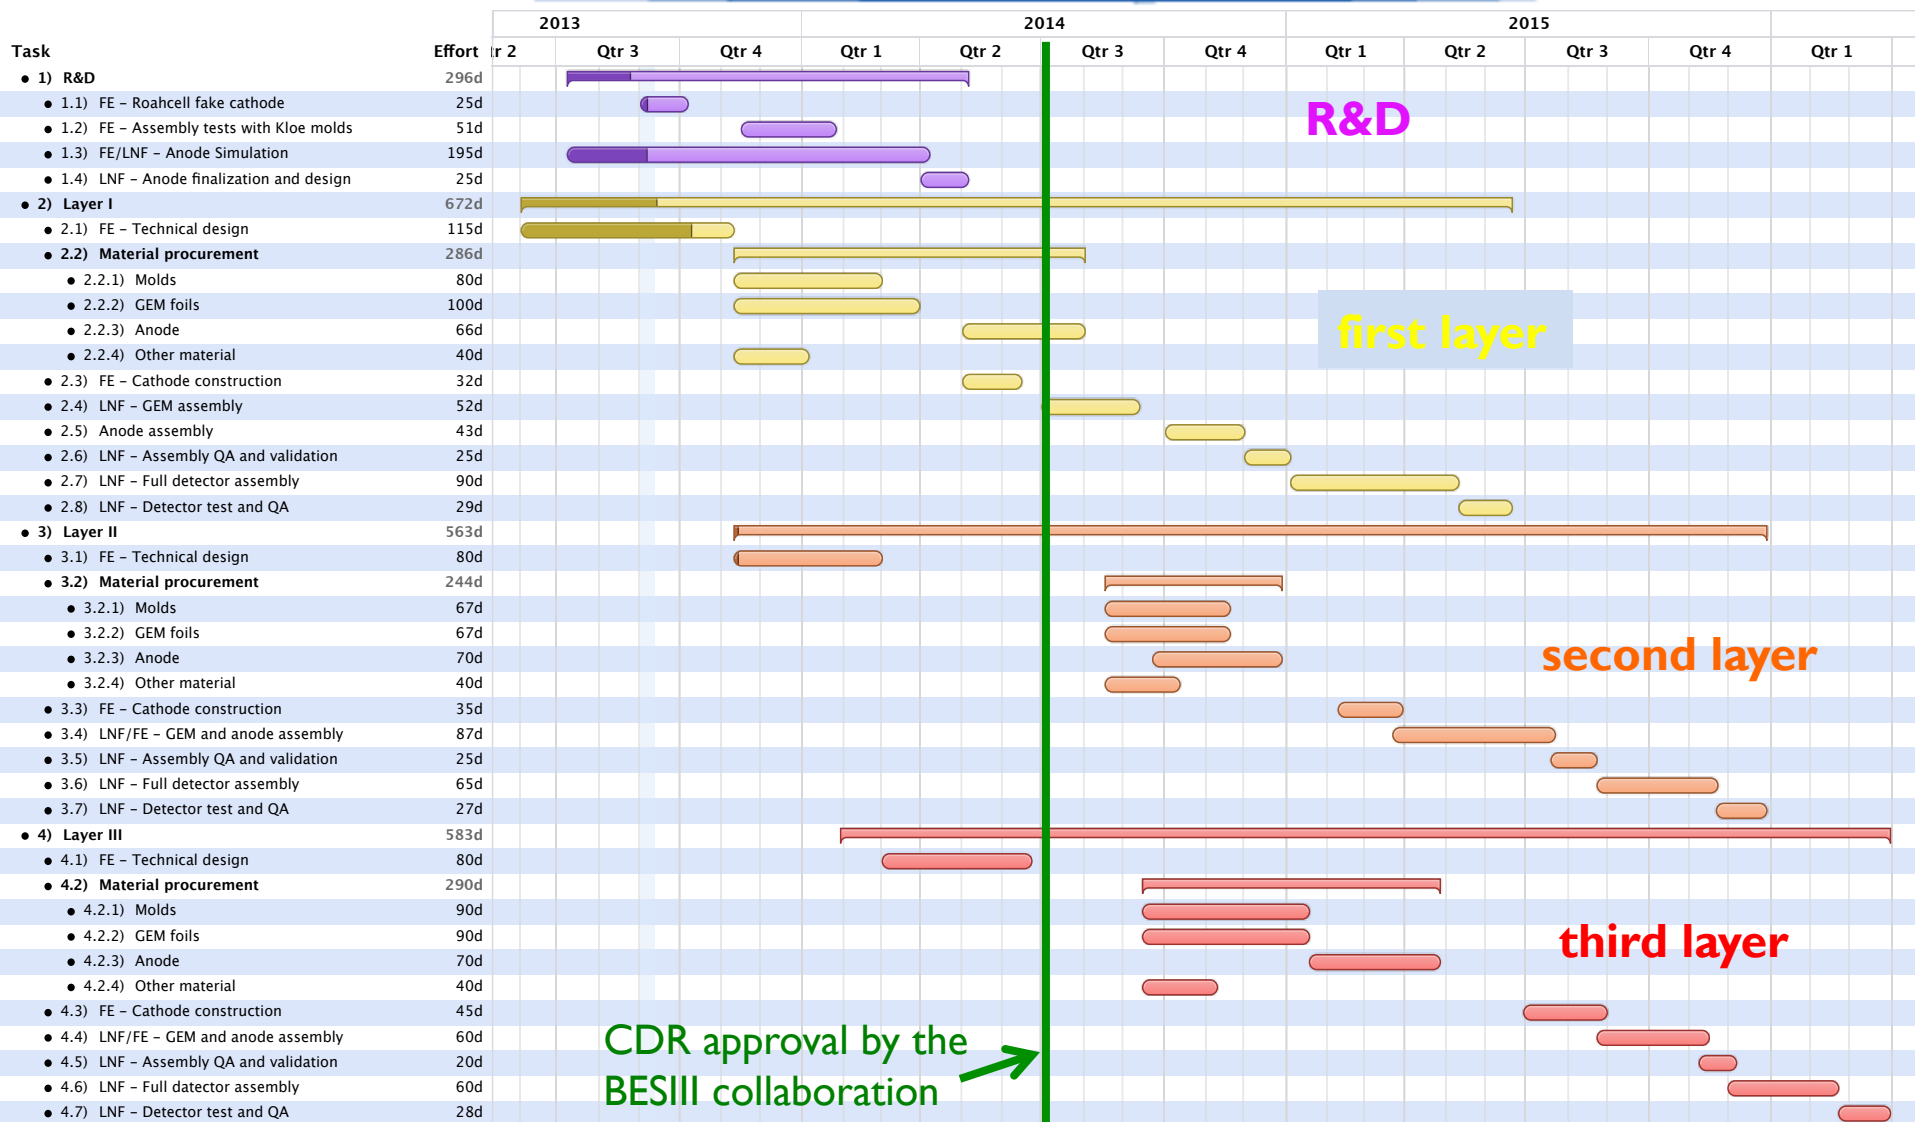 2013 2014 2015
Task Effort tr 2 Qtr 3 Qtr 4 Qtr 1 Qtr 2 Qtr 3 Qtr 4 Qtr 1 Qtr 2 Qtr 3 Qtr 4 Qtr 1
• 1) R&D 296d
• 1.1) FE – Roahcell fake cathode 25d
R&D
• 1.2) FE – Assembly tests with Kloe molds 51d
• 1.3) FE/LNF – Anode Simulation 195d
• 1.4) LNF – Anode finalization and design 25d
• 2) Layer I 672d
• 2.1) FE – Technical design 115d
• 2.2) Material procurement 286d
• 2.2.1) Molds 80d
• 2.2.2) GEM foils 100d
• 2.2.3) Anode 66d
first layer
• 2.2.4) Other material 40d
• 2.3) FE – Cathode construction 32d
• 2.4) LNF – GEM assembly 52d
• 2.5) Anode assembly 43d
• 2.6) LNF – Assembly QA and validation 25d
• 2.7) LNF – Full detector assembly 90d
• 2.8) LNF – Detector test and QA 29d
• 3) Layer II 563d
• 3.1) FE – Technical design 80d
• 3.2) Material procurement 244d
• 3.2.1) Molds 67d
• 3.2.2) GEM foils 67d
• 3.2.3) Anode 70d
second layer
• 3.2.4) Other material 40d
• 3.3) FE – Cathode construction 35d
• 3.4) LNF/FE – GEM and anode assembly 87d
• 3.5) LNF – Assembly QA and validation 25d
• 3.6) LNF – Full detector assembly 65d
• 3.7) LNF – Detector test and QA 27d
• 4) Layer III 583d
• 4.1) FE – Technical design 80d
• 4.2) Material procurement 290d
• 4.2.1) Molds 90d
• 4.2.2) GEM foils 90d
third layer
• 4.2.3) Anode 70d
• 4.2.4) Other material 40d
• 4.3) FE – Cathode construction 45d
• 4.4) LNF/FE – GEM and anode assembly 60d
CDR approval by the
• 4.5) LNF – Assembly QA and validation 20d
• 4.6) LNF – Full datector assembly 60d
BESIII collaboration
• 4.7) LNF – Detector test and QA 28d